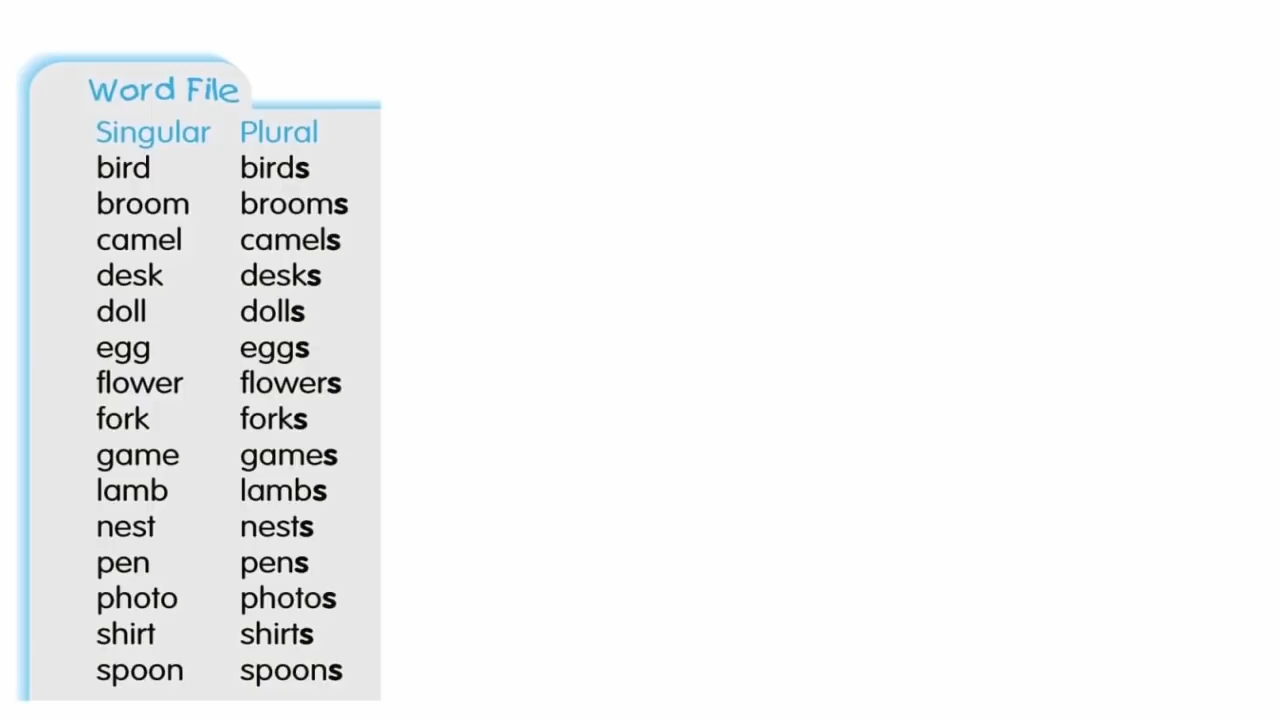 Word File
Singular Plural
bird birds
broom brooms
camel camels
desk desks
doll dolls
egg eggs
flower flowers
fork forks
game games
lamb lambs
nest nests
pen pens
photo photos
shirt shirts
spoon spoons